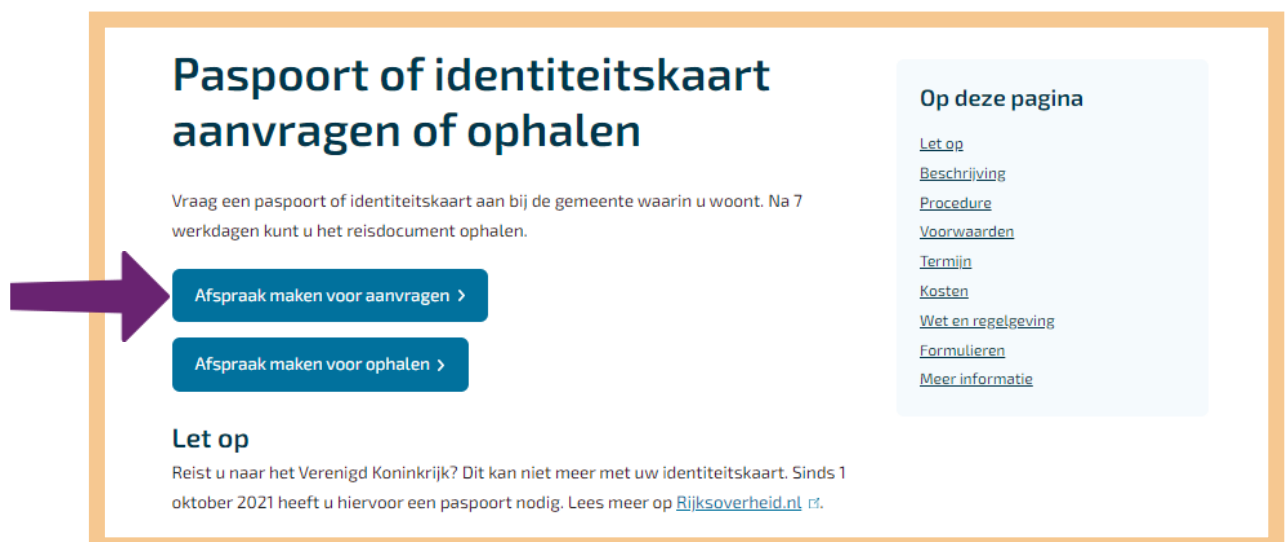 Paspoort of identiteitskaart
aanvragen of ophalen
Vraag een paspoort of identiteitskaart aan bij de gemeente waarin u woont. Na 7
werkdagen kunt u het reisdocument ophalen.
Afspraak maken voor aanvragen >
Afspraak maken voor ophalen >
Let op
Reist u naar het Verenigd Koninkrijk? Dit kan niet meer met uw identiteitskaart. Sinds 1
oktober 2021 heeft u hiervoor een paspoort nodig. Lees meer op Rijksoverheid.nl.
Op deze pagina
Let op
Beschrijving
Procedure
Voorwaarden
Termijn
Kosten
Wet en regelgeving
Formulieren
Meer informatie